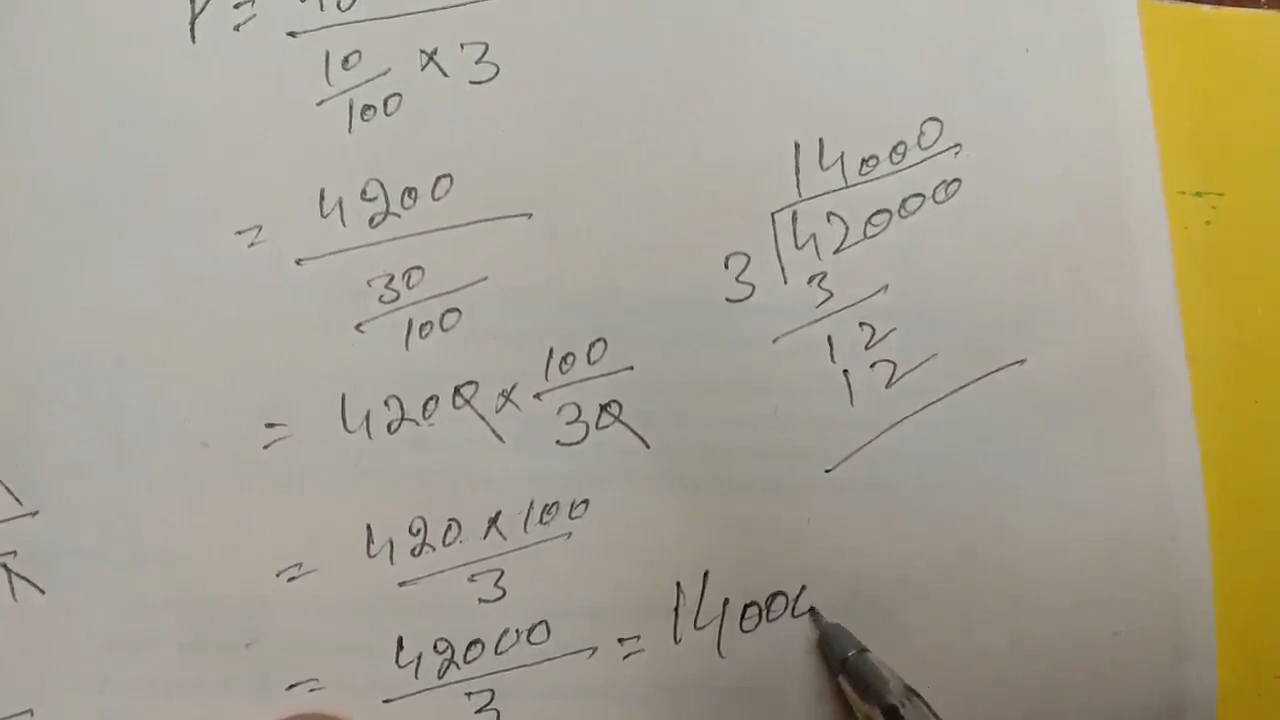 P =
10/100 × 3
= 4200
30/100
= 4200 × 100/30
= 420 × 100
3
= 42000/3 = 1400
14000
3 42000
3
12
12